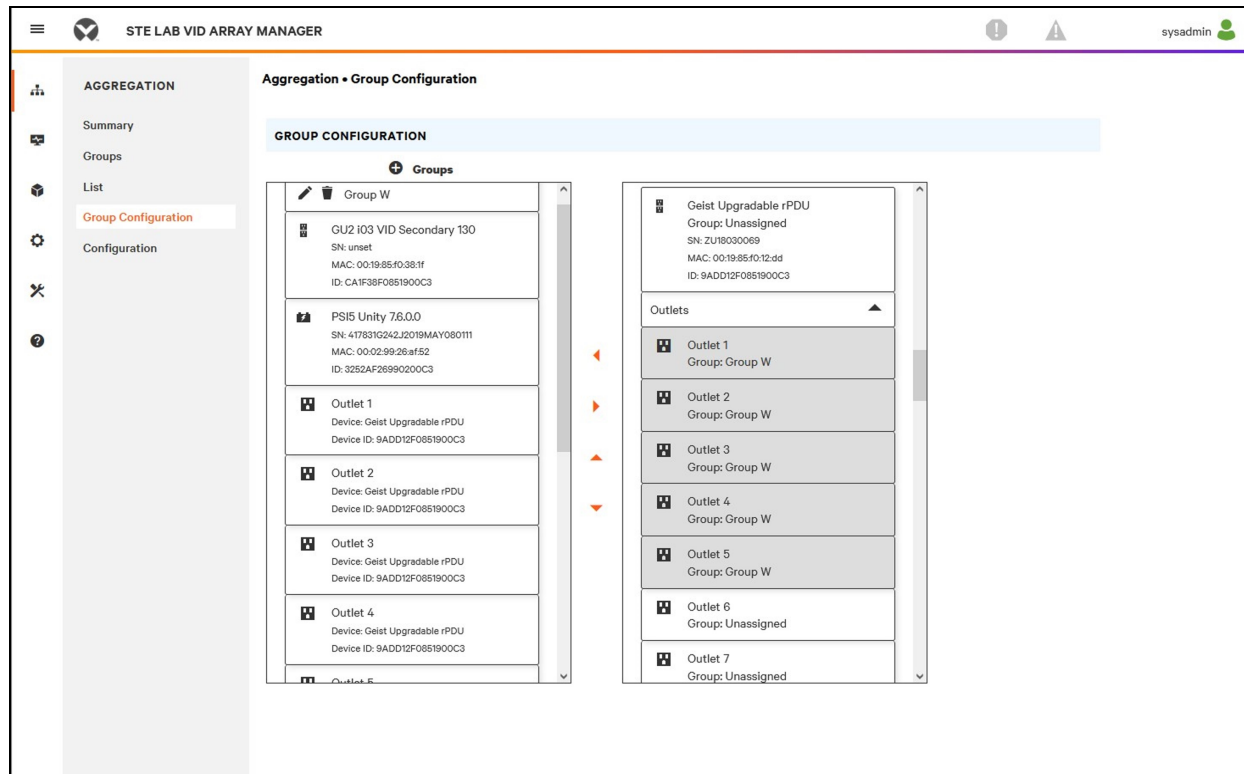 STE LAB VID ARRAY MANAGER
sysadmin
AGGREGATION
Summary
Groups
List
Group Configuration
Configuration
Aggregation • Group Configuration
GROUP CONFIGURATION
Groups
Group W
GU2 i03 VID Secondary 130
SN: unset
MAC: 00:19:85:f0:38:1f
ID: CA1F38F0851900C3
PSI5 Unity 7.6.0.0
SN: 417831G242J2019MAY080111
MAC: 00:02:99:26:af:52
ID: 3252AF26990200C3
Outlet 1
Device: Geist Upgradable rPDU
Device ID: 9ADD12F0851900C3
Outlet 2
Device: Geist Upgradable rPDU
Device ID: 9ADD12F0851900C3
Outlet 3
Device: Geist Upgradable rPDU
Device ID: 9ADD12F0851900C3
Outlet 4
Device: Geist Upgradable rPDU
Device ID: 9ADD12F0851900C3
Outlet 5
Geist Upgradable rPDU
Group: Unassigned
SN: ZU18030069
MAC: 00:19:85:f0:12:dd
ID: 9ADD12F0851900C3
Outlets
Outlet 1
Group: Group W
Outlet 2
Group: Group W
Outlet 3
Group: Group W
Outlet 4
Group: Group W
Outlet 5
Group: Group W
Outlet 6
Group: Unassigned
Outlet 7
Group: Unassigned